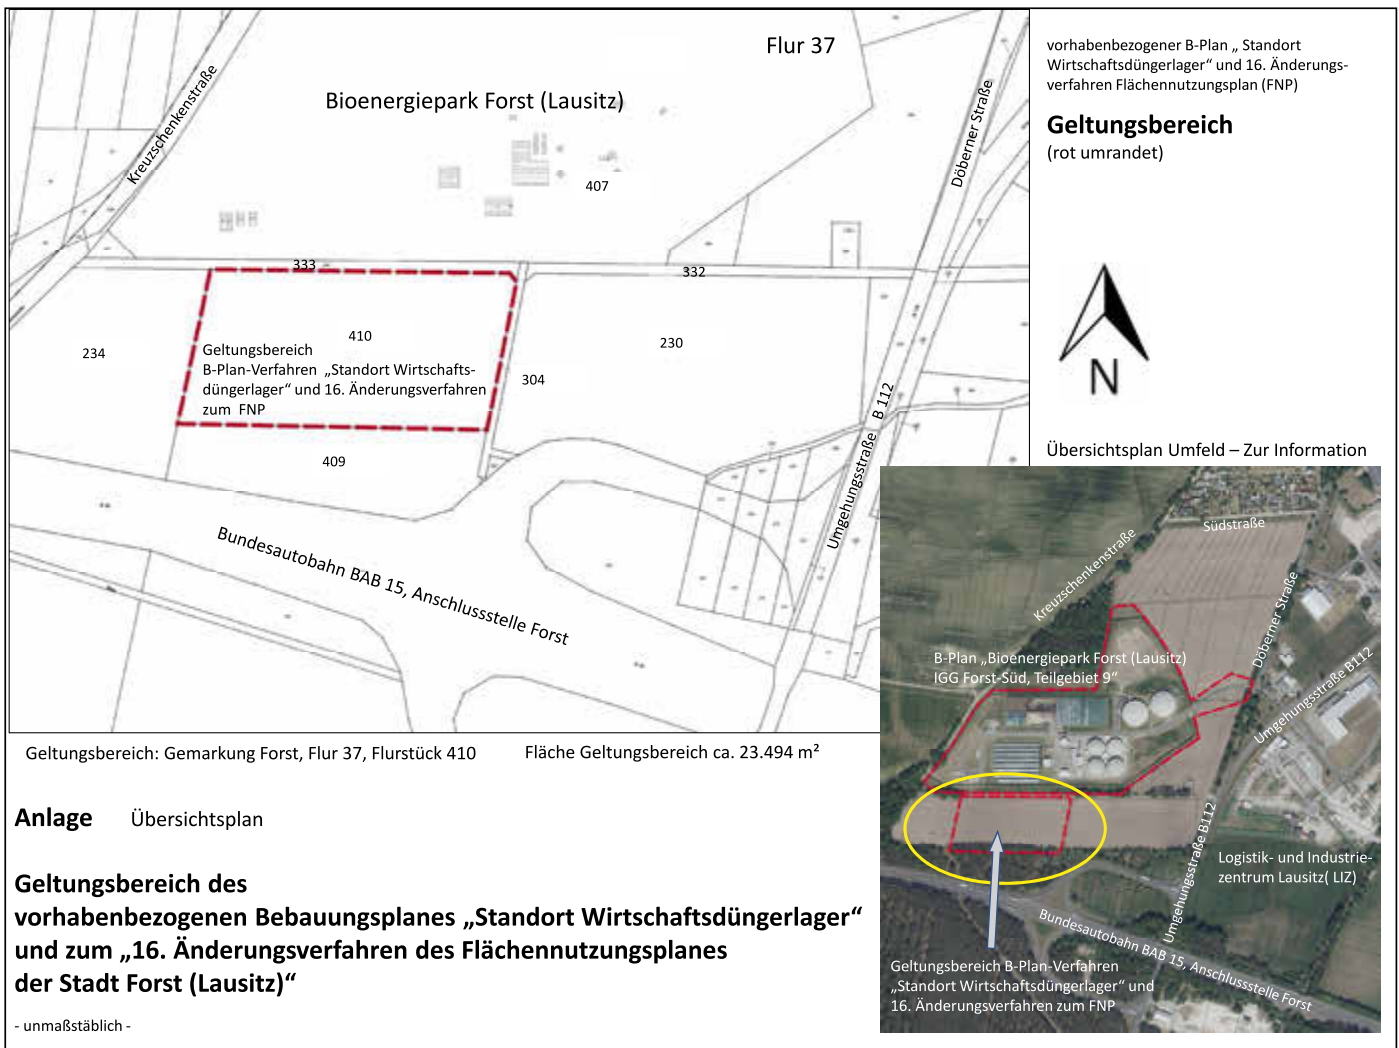 Flur 37
Bioenergiepark Forst (Lausitz)
Kreuzschenkenstraße
Döberner Straße
407
333
332
410
234
230
304
Geltungsbereich
B-Plan-Verfahren „Standort Wirtschafts-
düngerlager“ und 16. Änderungsverfahren
zum FNP
409
Umgehungsstraße B 112
Bundesautobahn BAB 15, Anschlussstelle Forst
vorhabenbezogener B-Plan „ Standort
Wirtschaftsdüngerlager“ und 16. Änderungs-
verfahren Flächennutzungsplan (FNP)
Geltungsbereich
(rot umrandet)
N
Übersichtsplan Umfeld – Zur Information
Südstraße
Kreuzschenkenstraße
Döberner Straße
B-Plan „Bioenergiepark Forst (Lausitz)
IGG Forst-Süd, Teilgebiet 9“
Umgehungsstraße B112
Umgehungsstraße B112
Logistik- und Industrie-
zentrum Lausitz( LIZ)
Bundesautobahn BAB 15, Anschlussstelle Forst
Geltungsbereich B-Plan-Verfahren
„Standort Wirtschaftsdüngerlager“ und
16. Änderungsverfahren zum FNP
Geltungsbereich: Gemarkung Forst, Flur 37, Flurstück 410
Fläche Geltungsbereich ca. 23.494 m²
Anlage Übersichtsplan
Geltungsbereich des
vorhabenbezogenen Bebauungsplanes „Standort Wirtschaftsdüngerlager“
und zum „16. Änderungsverfahren des Flächennutzungsplanes
der Stadt Forst (Lausitz)“
- unmaßstäblich -